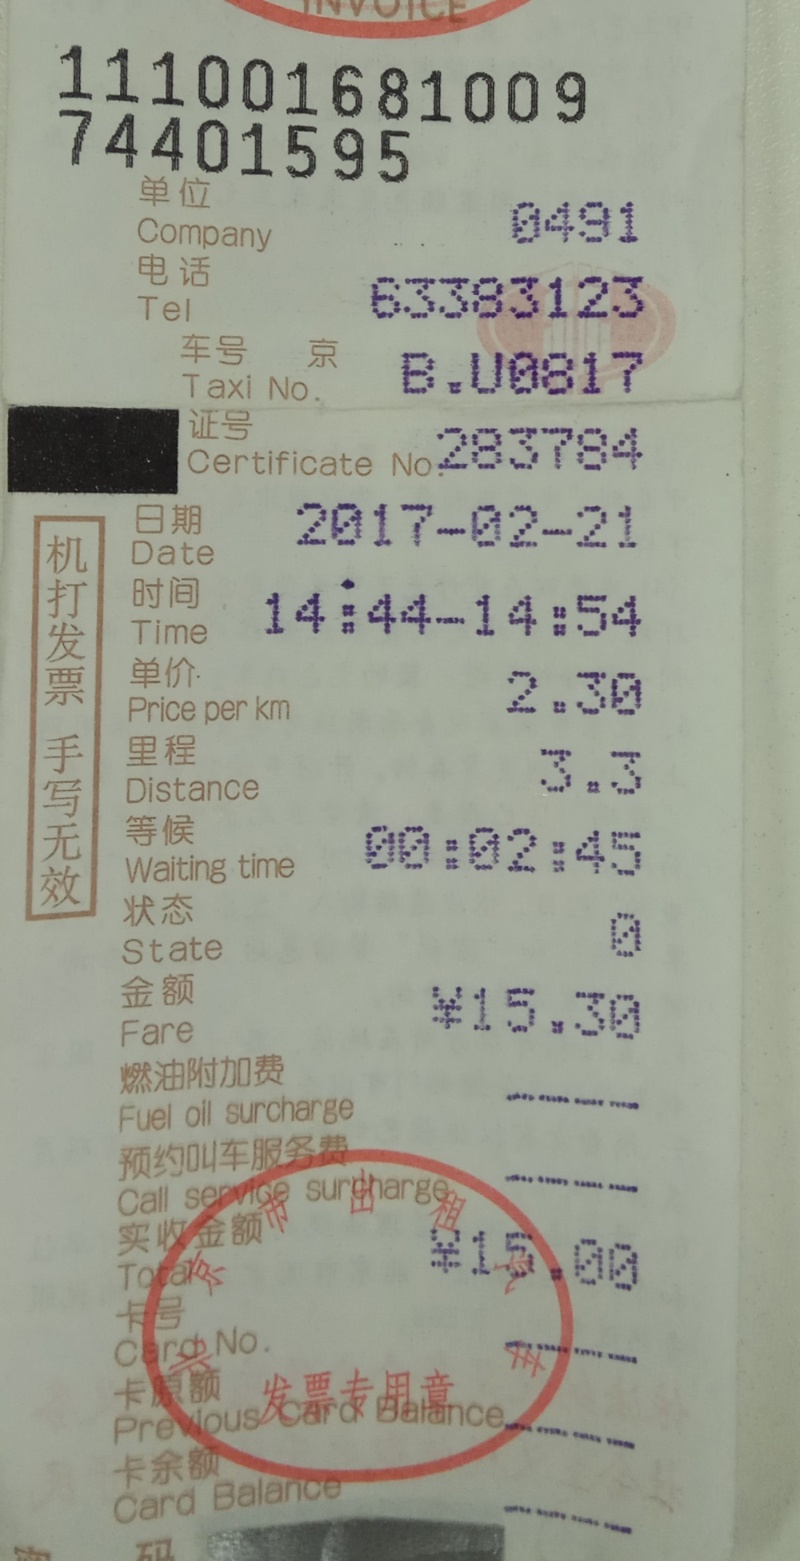 INVOICE
111001681009
74401595
单位
Company 0491
电话
Tel 63383123
车号 京
Taxi No. B.U0817
证号
Certificate No. 283784
日期
Date 2017-02-21
时间
Time 14:44-14:54
单价
Price per km 2.30
里程
Distance 3.3
等候
Waiting time 00:02:45
状态
State 0
金额
Fare ¥15.30
燃油附加费
Fuel oil surcharge ----
预约叫车服务费
Call service surcharge ----
实收金额
Total ¥15.00
卡号
Card No. ----
卡原额
Previous Card Balance ----
卡余额
Card Balance ----
机打发票 手写无效
北京市出租汽车
发票专用章
码